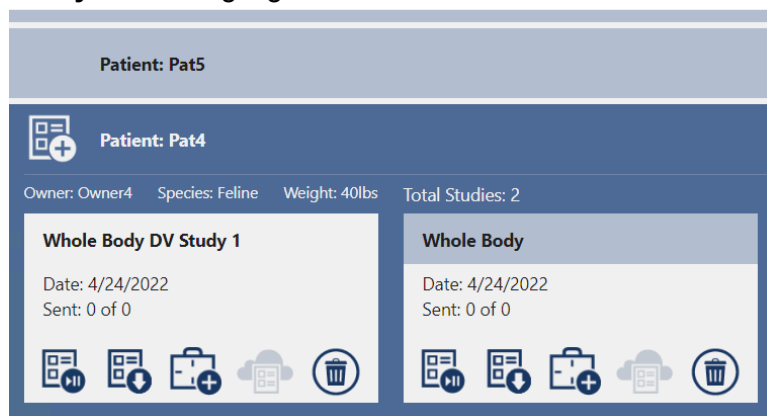 Patient: Pat5
Patient: Pat4
Owner: Owner4 Species: Feline Weight: 40lbs Total Studies: 2
Whole Body DV Study 1
Date: 4/24/2022
Sent: 0 of 0
Whole Body
Date: 4/24/2022
Sent: 0 of 0